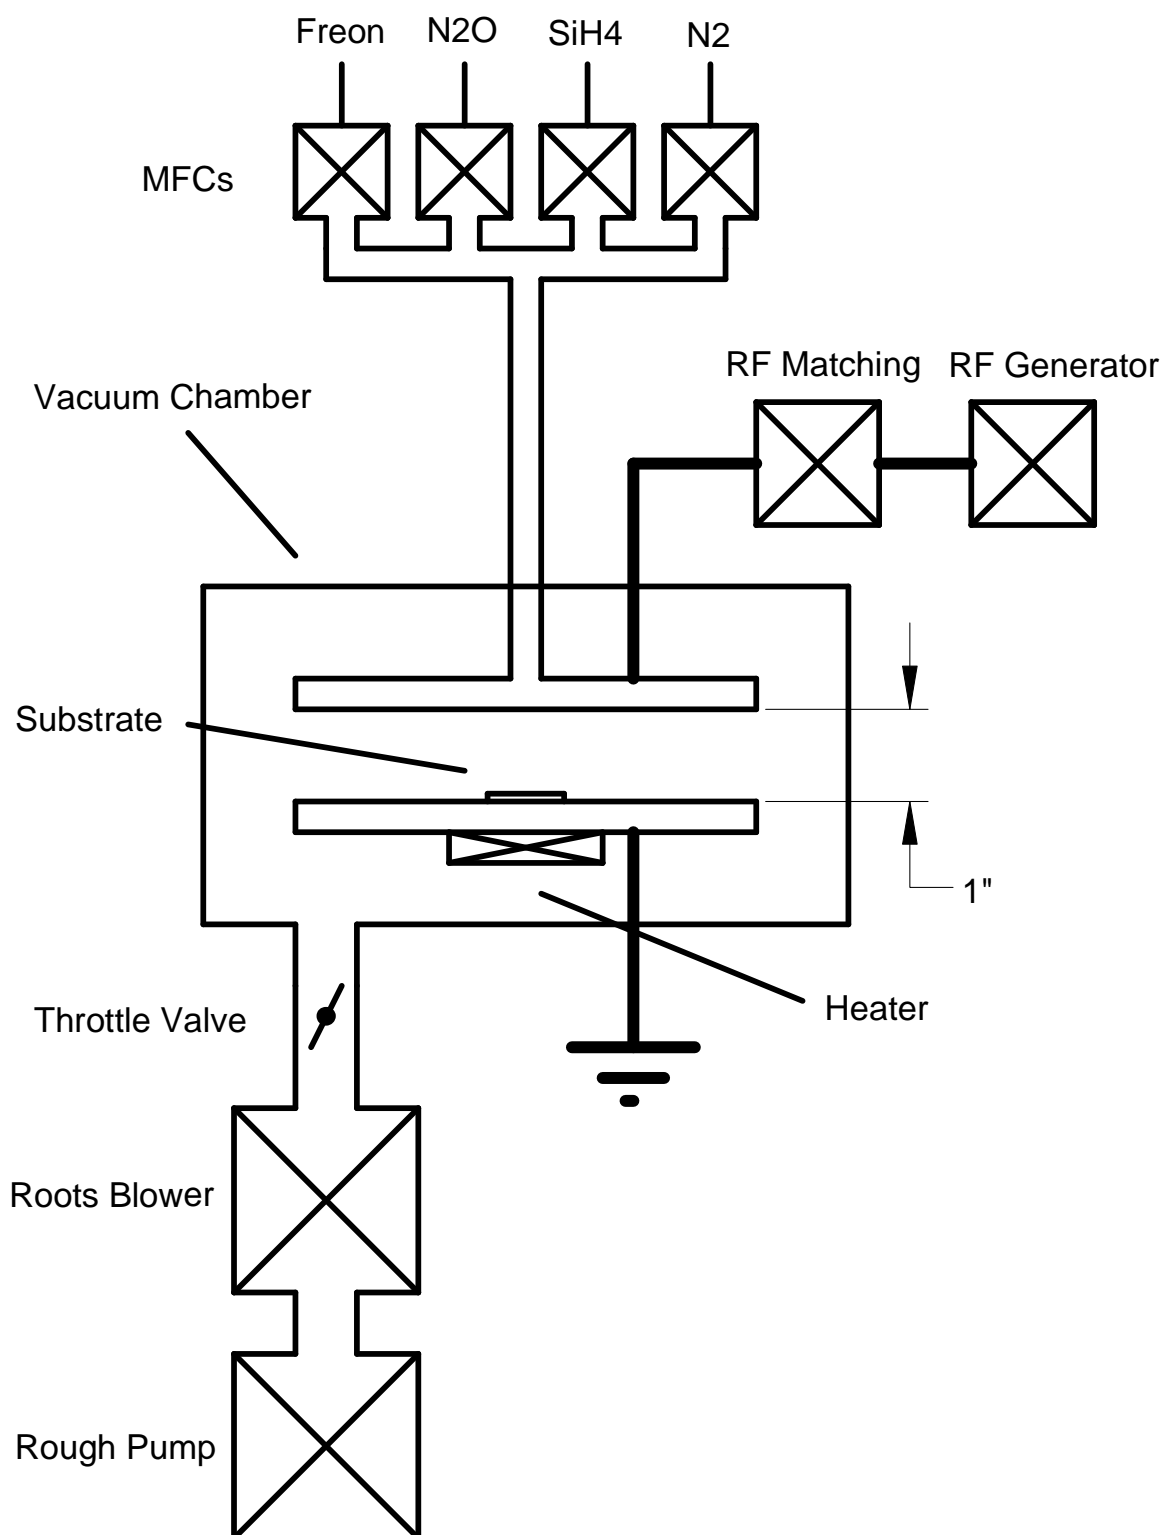 Freon
N2O
SiH4
N2
MFCs
RF Matching
RF Generator
Vacuum Chamber
Substrate
1"
Heater
Throttle Valve
Roots Blower
Rough Pump